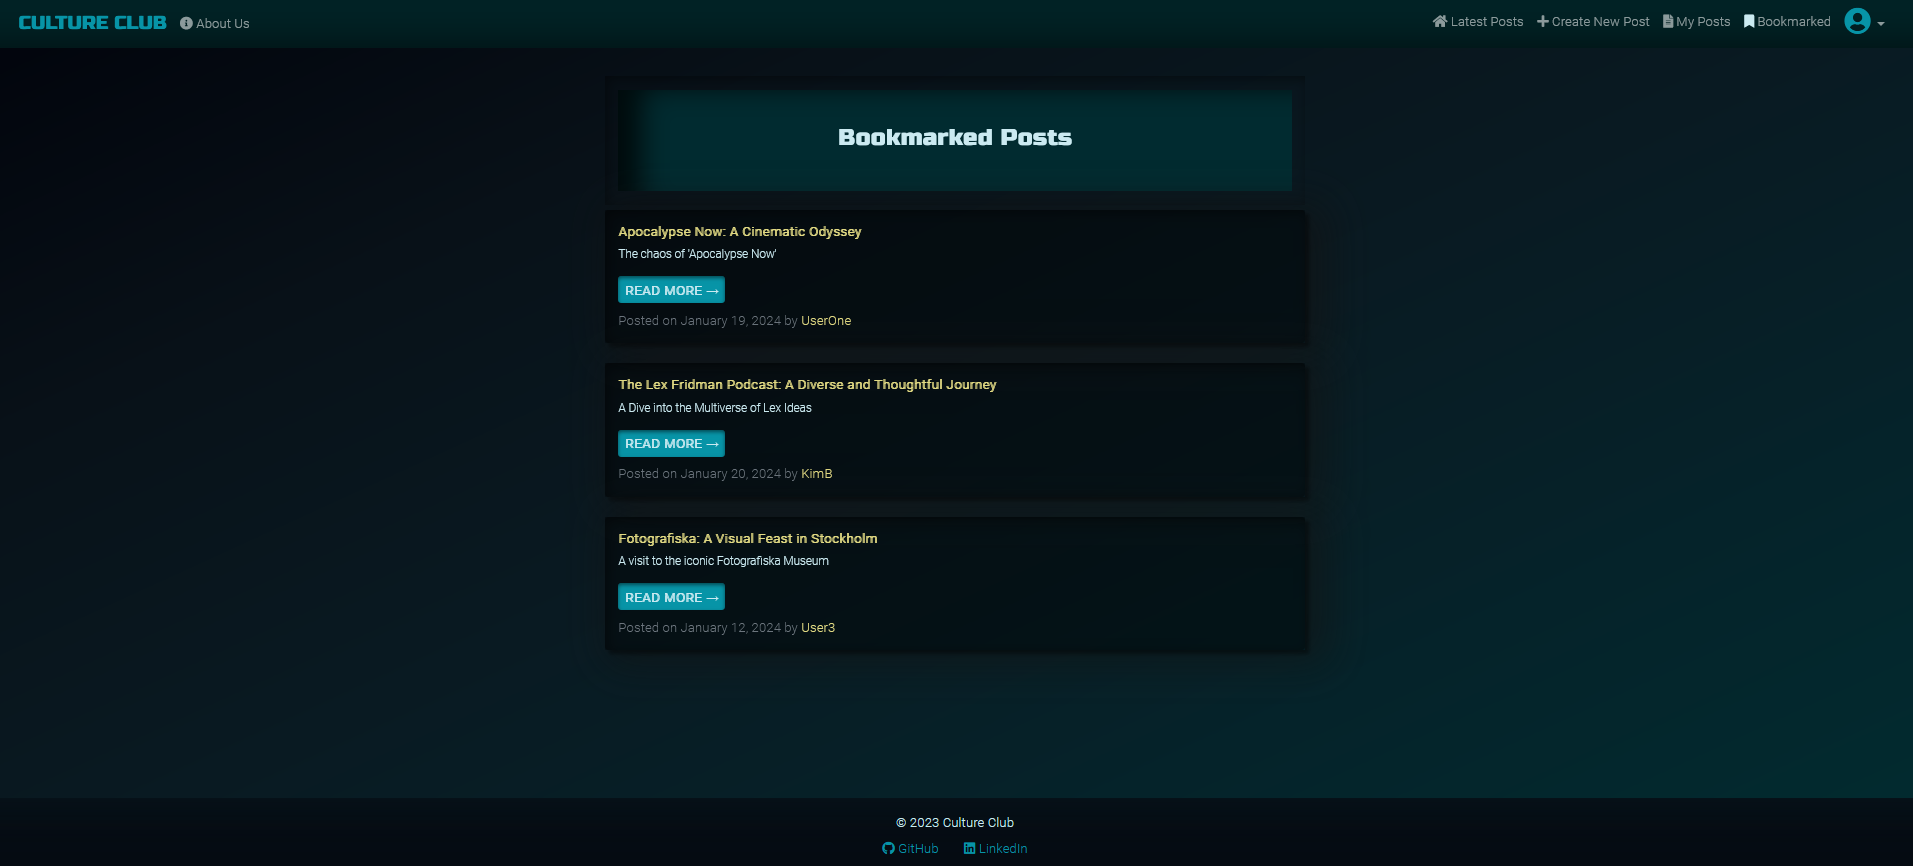 CULTURE CLUB About Us Latest Posts Create New Post My Posts Bookmarked
Bookmarked Posts
Apocalypse Now: A Cinematic Odyssey
The chaos of 'Apocalypse Now'
READ MORE →
Posted on January 19, 2024 by UserOne
The Lex Fridman Podcast: A Diverse and Thoughtful Journey
A Dive into the Multiverse of Lex Ideas
READ MORE →
Posted on January 20, 2024 by KimB
Fotografiska: A Visual Feast in Stockholm
A visit to the iconic Fotografiska Museum
READ MORE →
Posted on January 12, 2024 by User3
© 2023 Culture Club
GitHub LinkedIn